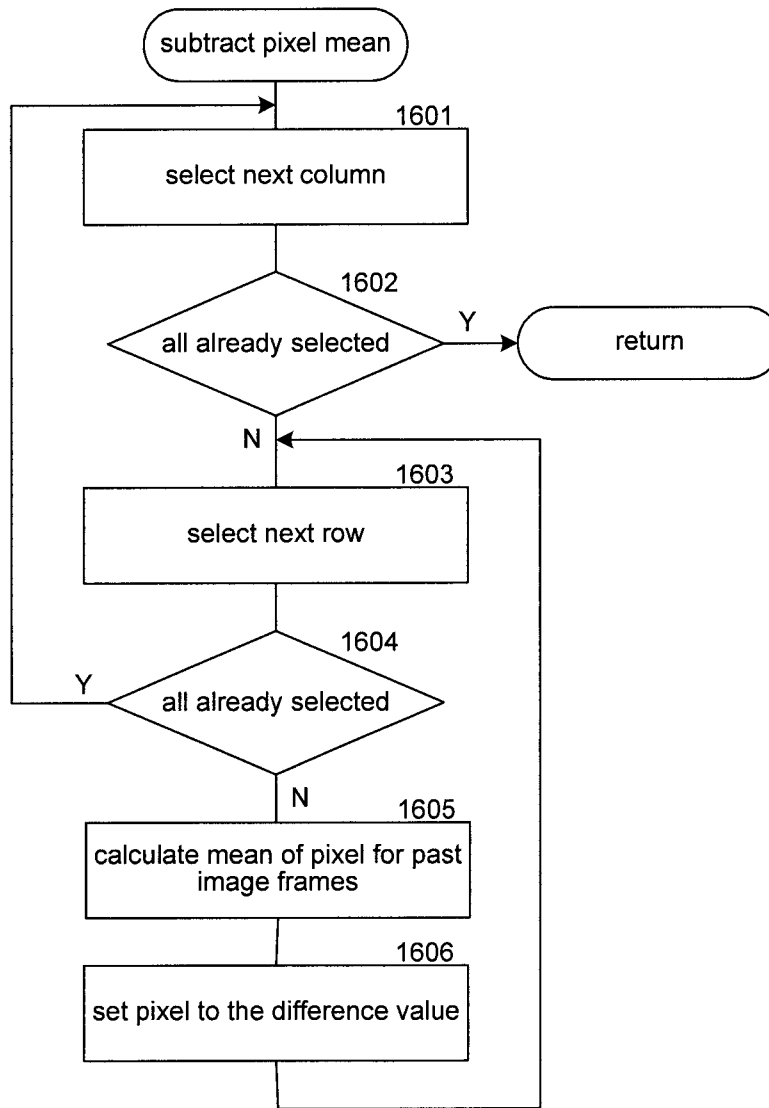 subtract pixel mean
1601
select next column
1602
all already selected
Y
return
N
1603
select next row
1604
Y
all already selected
N
1605
calculate mean of pixel for past
image frames
1606
set pixel to the difference value